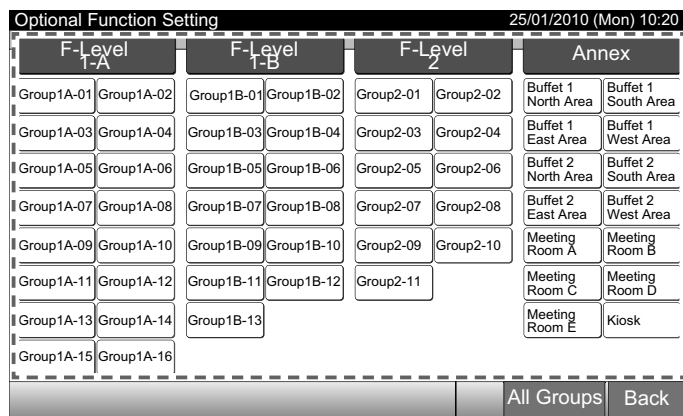 Optional Function Setting 25/01/2010 (Mon) 10:20
F-Level
1-A
F-Level
1-B
F-Level
2
Annex
Group1A-01 Group1A-02 Group1B-01 Group1B-02 Group2-01 Group2-02
Buffet 1
North Area
Buffet 1
South Area
Group1A-03 Group1A-04 Group1B-03 Group1B-04 Group2-03 Group2-04
Buffet 1
East Area
Buffet 1
West Area
Group1A-05 Group1A-06 Group1B-05 Group1B-06 Group2-05 Group2-06
Buffet 2
North Area
Buffet 2
South Area
Group1A-07 Group1A-08 Group1B-07 Group1B-08 Group2-07 Group2-08
Buffet 2
East Area
Buffet 2
West Area
Group1A-09 Group1A-10 Group1B-09 Group1B-10 Group2-09 Group2-10
Meeting
Room A
Meeting
Room B
Group1A-11 Group1A-12 Group1B-11 Group1B-12 Group2-11
Meeting
Room C
Meeting
Room D
Group1A-13 Group1A-14 Group1B-13
Meeting
Room E
Kiosk
Group1A-15 Group1A-16
All Groups Back